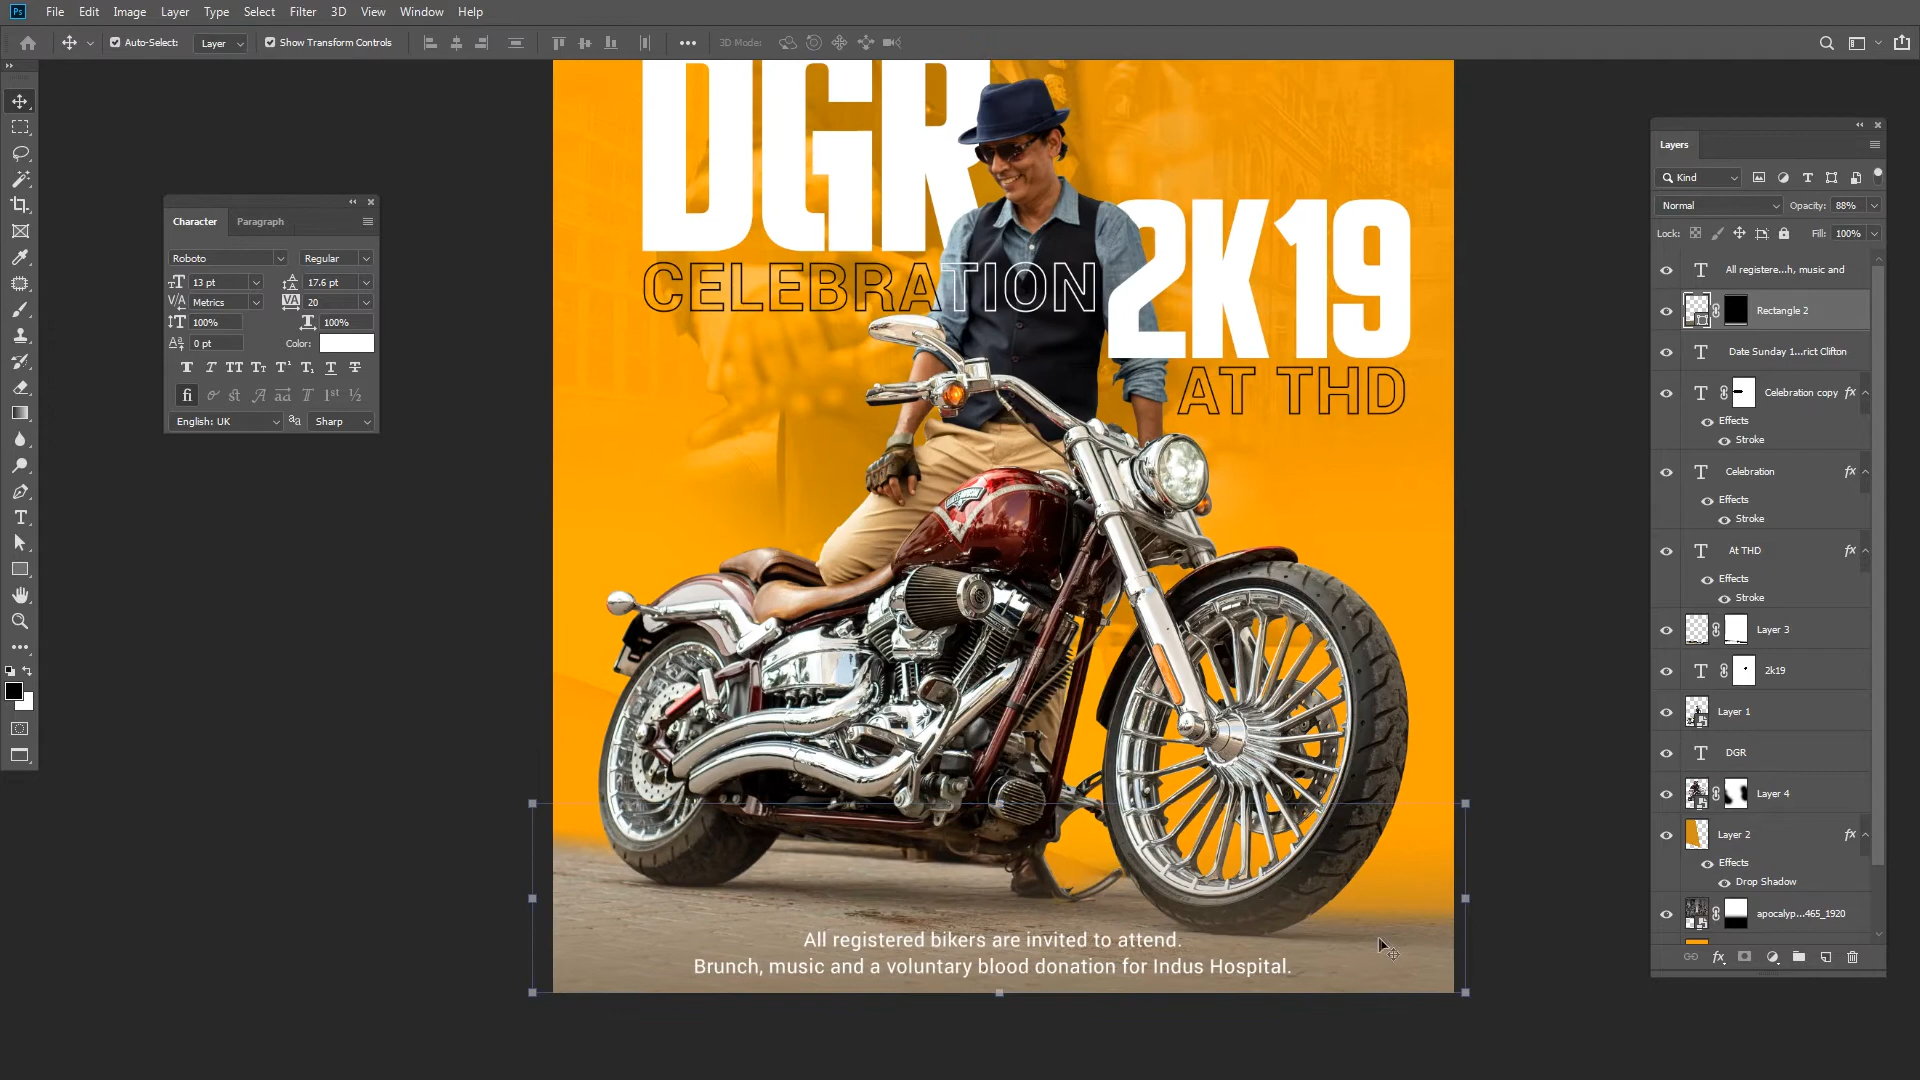 Ps File Edit Image Layer Type Select Filter 3D View Window Help
Auto-Select: Layer Show Transform Controls 3D Mode:
DGR
CELEBRATION
2K19
AT THD
All registered bikers are invited to attend.
Brunch, music and a voluntary blood donation for Indus Hospital.
Character Paragraph
Roboto Regular
13 pt 17.6 pt
Metrics 20
100% 100%
0 pt Color:
English: UK Sharp
Layers
Kind
Normal Opacity: 88%
Lock: Fill: 100%
All registere...h, music and
Rectangle 2
Date Sunday 1...rict Clifton
Celebration copy fx
Effects
Stroke
Celebration fx
Effects
Stroke
At THD fx
Effects
Stroke
Layer 3
2k19
Layer 1
DGR
Layer 4
Layer 2 fx
Effects
Drop Shadow
apocalyp...465_1920